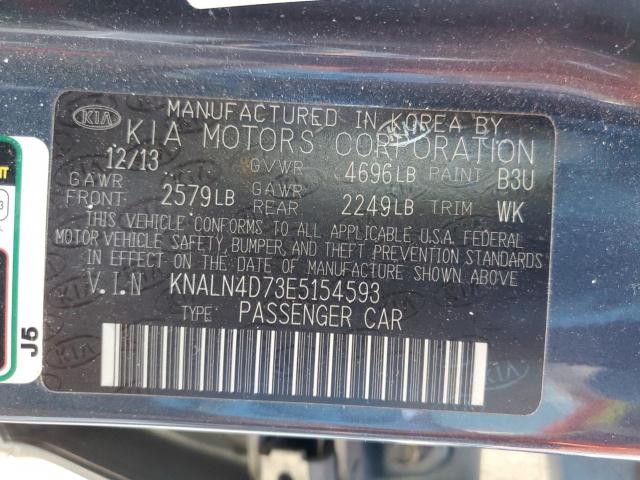 MANUFACTURED IN KOREA BY
KIA KIA MOTORS CORPORATION
12/13 GVWR 4696LB PAINT B3U
GAWR FRONT: 2579LB GAWR REAR 2249LB TRIM WK
THIS VEHICLE CONFORMS TO ALL APPLICABLE U.S.A. FEDERAL
MOTOR VEHICLE SAFETY, BUMPER, AND THEFT PREVENTION STANDARDS
IN EFFECT ON THE DATE OF MANUFACTURE SHOWN ABOVE
V.I.N KNALN4D73E5154593
TYPE: PASSENGER CAR
KIA
J5